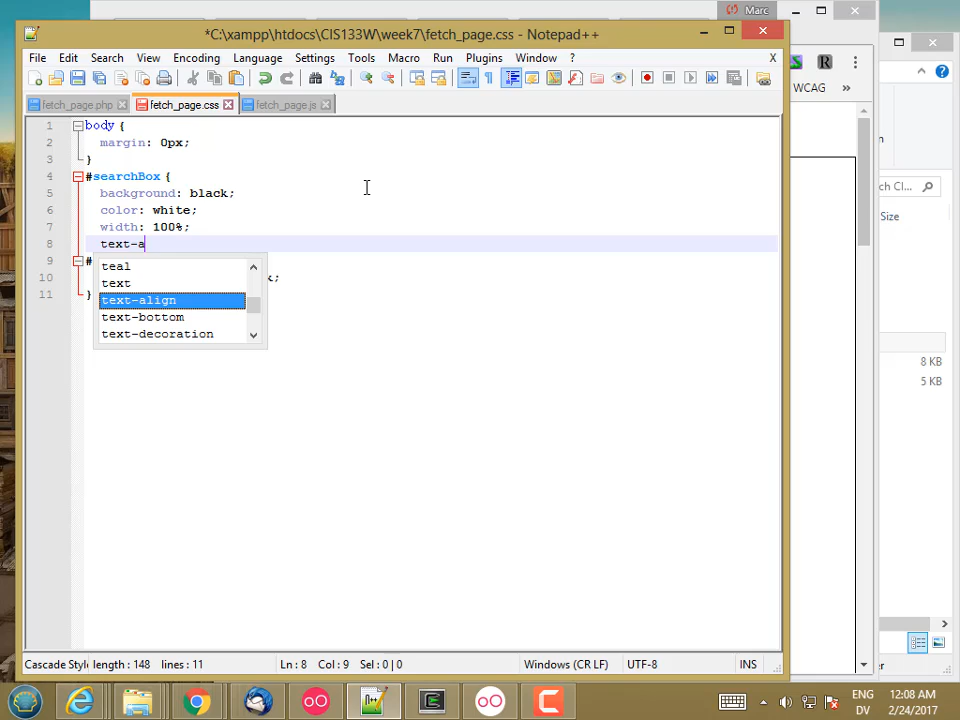 Marc
*C:\xampp\htdocs\CIS133W\week7\fetch_page.css - Notepad++
File Edit Search View Encoding Language Settings Tools Macro Run Plugins Window ? X
WCAG »
fetch_page.php fetch_page.css fetch_page.js
1 body {
2 margin: 0px;
3 }
4 #searchBox {
5 background: black;
6 color: white;
7 width: 100%;
8 text-a
9 #
teal
text
10 k;
11 }
text-align
text-bottom
text-decoration
ch Cl...
Size
8 KB
5 KB
Cascade Style length : 148 lines : 11 Ln : 8 Col : 9 Sel : 0 | 0 Windows (CR LF) UTF-8 INS
ENG 12:08 AM
DV 2/24/2017